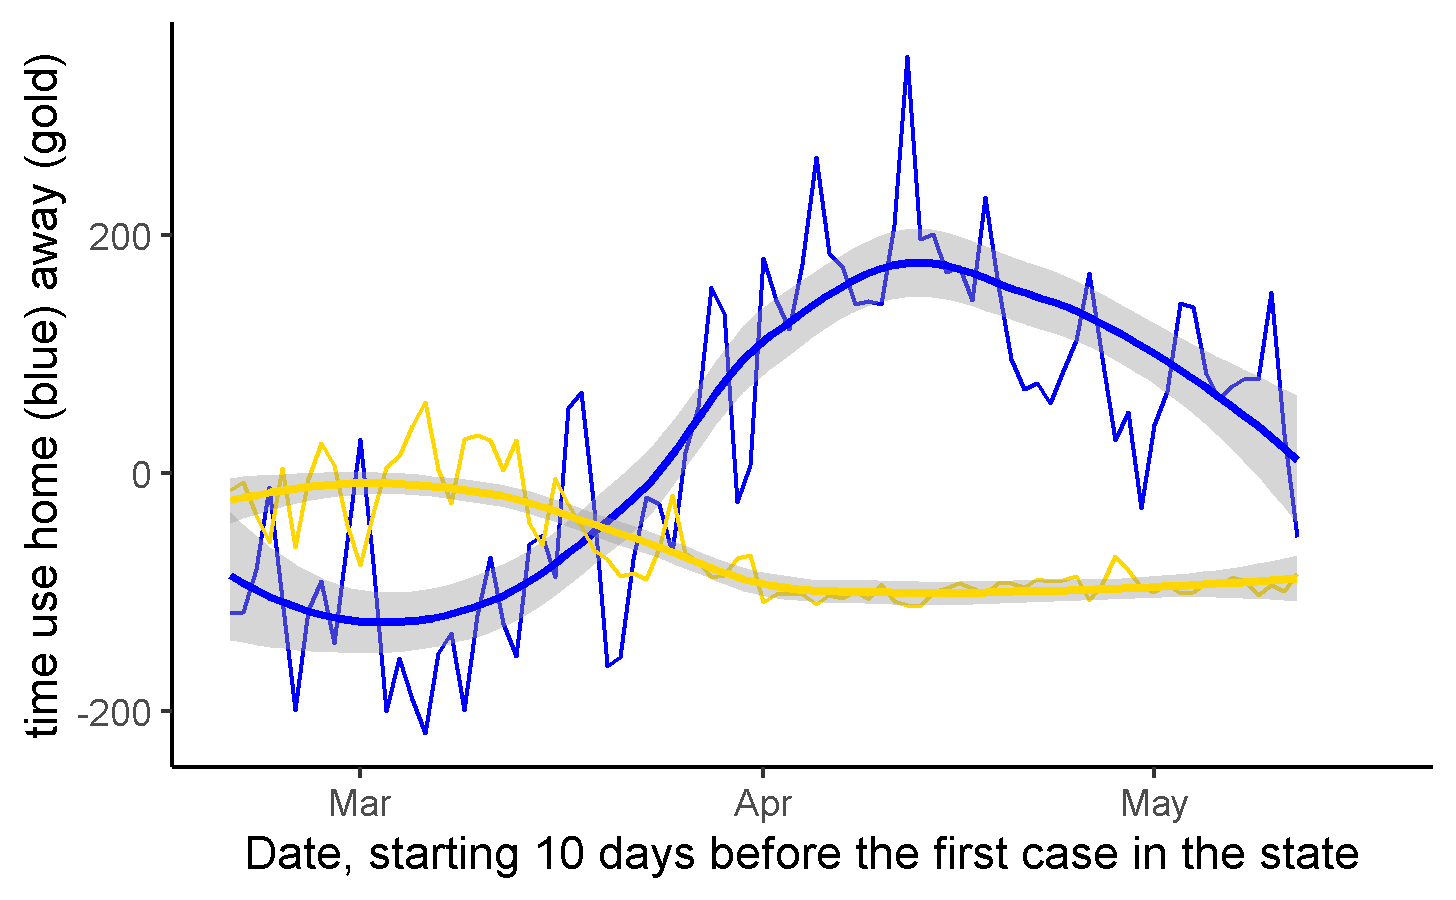 time use home (blue) away (gold)
200
0
-200
Mar
Apr
May
Date, starting 10 days before the first case in the state